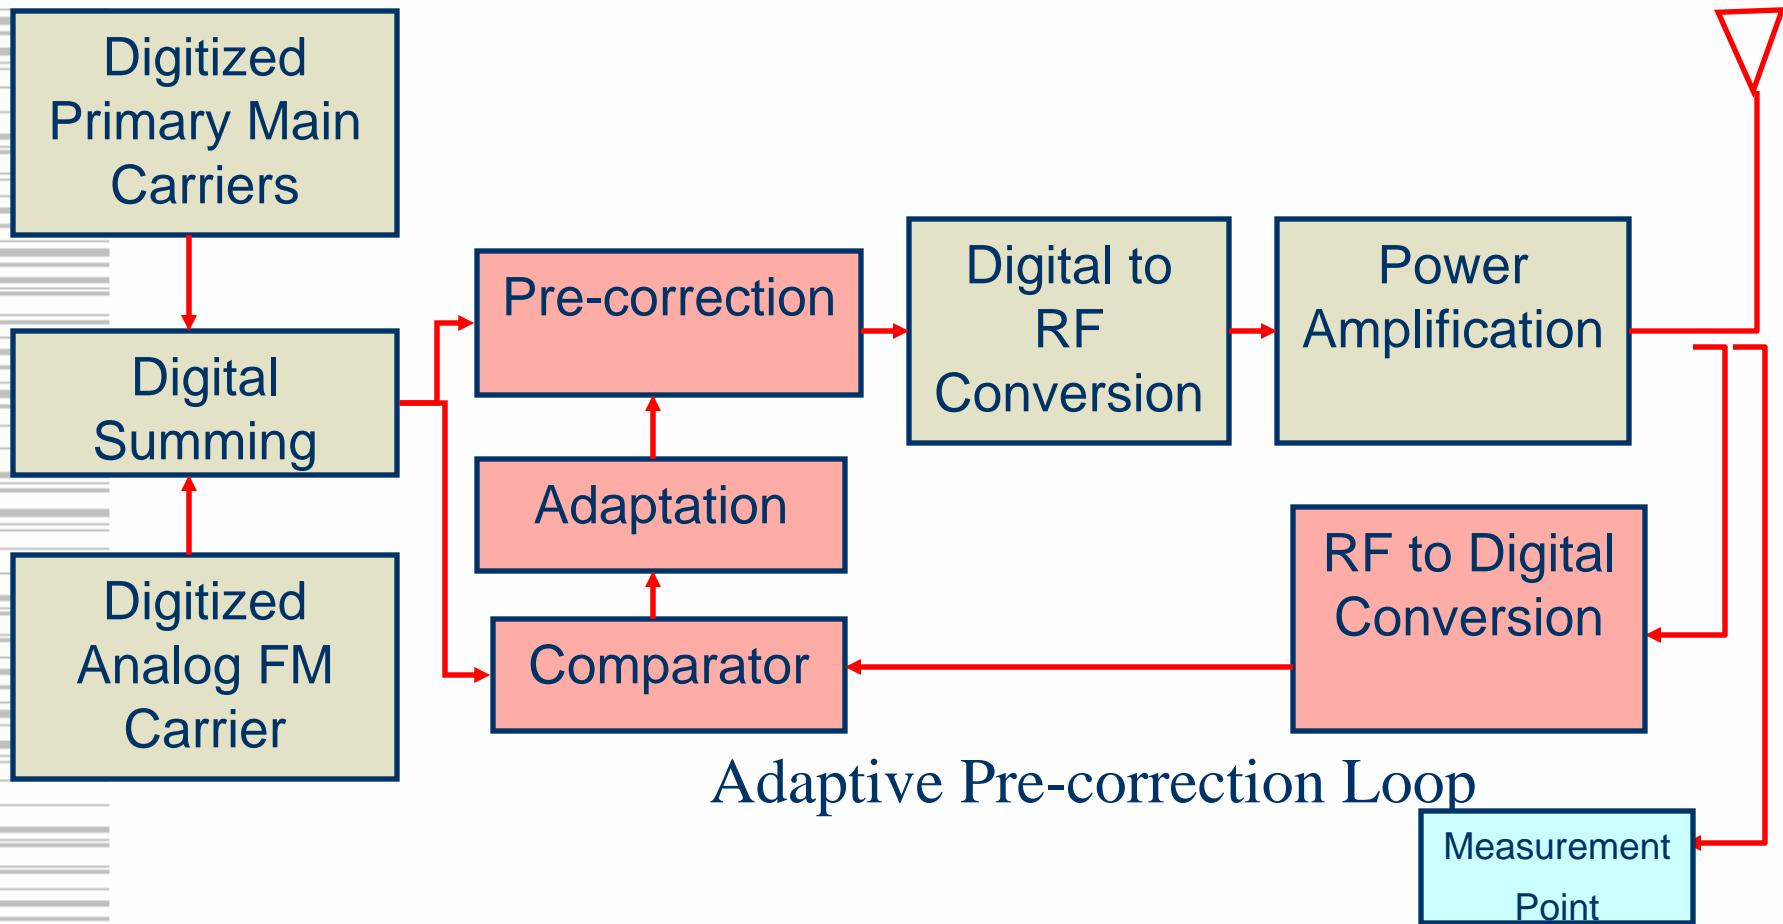 Digitized
Primary Main
Carriers
Digital
Summing
Digitized
Analog FM
Carrier
Pre-correction
Adaptation
Comparator
Digital to
RF
Conversion
Power
Amplification
RF to Digital
Conversion
Adaptive Pre-correction Loop
Measurement
Point